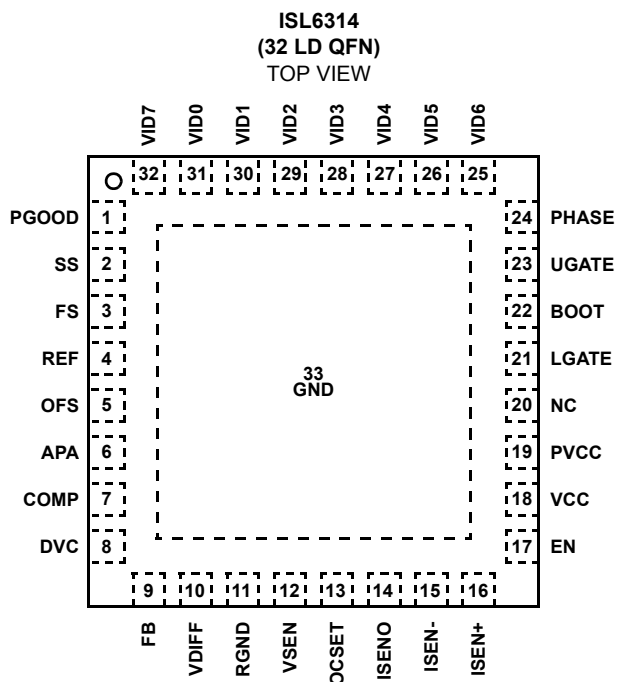 ISL6314
(32 LD QFN)
TOP VIEW
VID7 VID0 VID1 VID2 VID3 VID4 VID5 VID6
32 31 30 29 28 27 26 25
PGOOD 1 24 PHASE
SS 2 23 UGATE
FS 3 22 BOOT
REF 4 21 LGATE
33
GND
OFS 5 20 NC
APA 6 19 PVCC
COMP 7 18 VCC
DVC 8 17 EN
9 10 11 12 13 14 15 16
FB VDIFF RGND VSEN OCSET ISENO ISEN- ISEN+